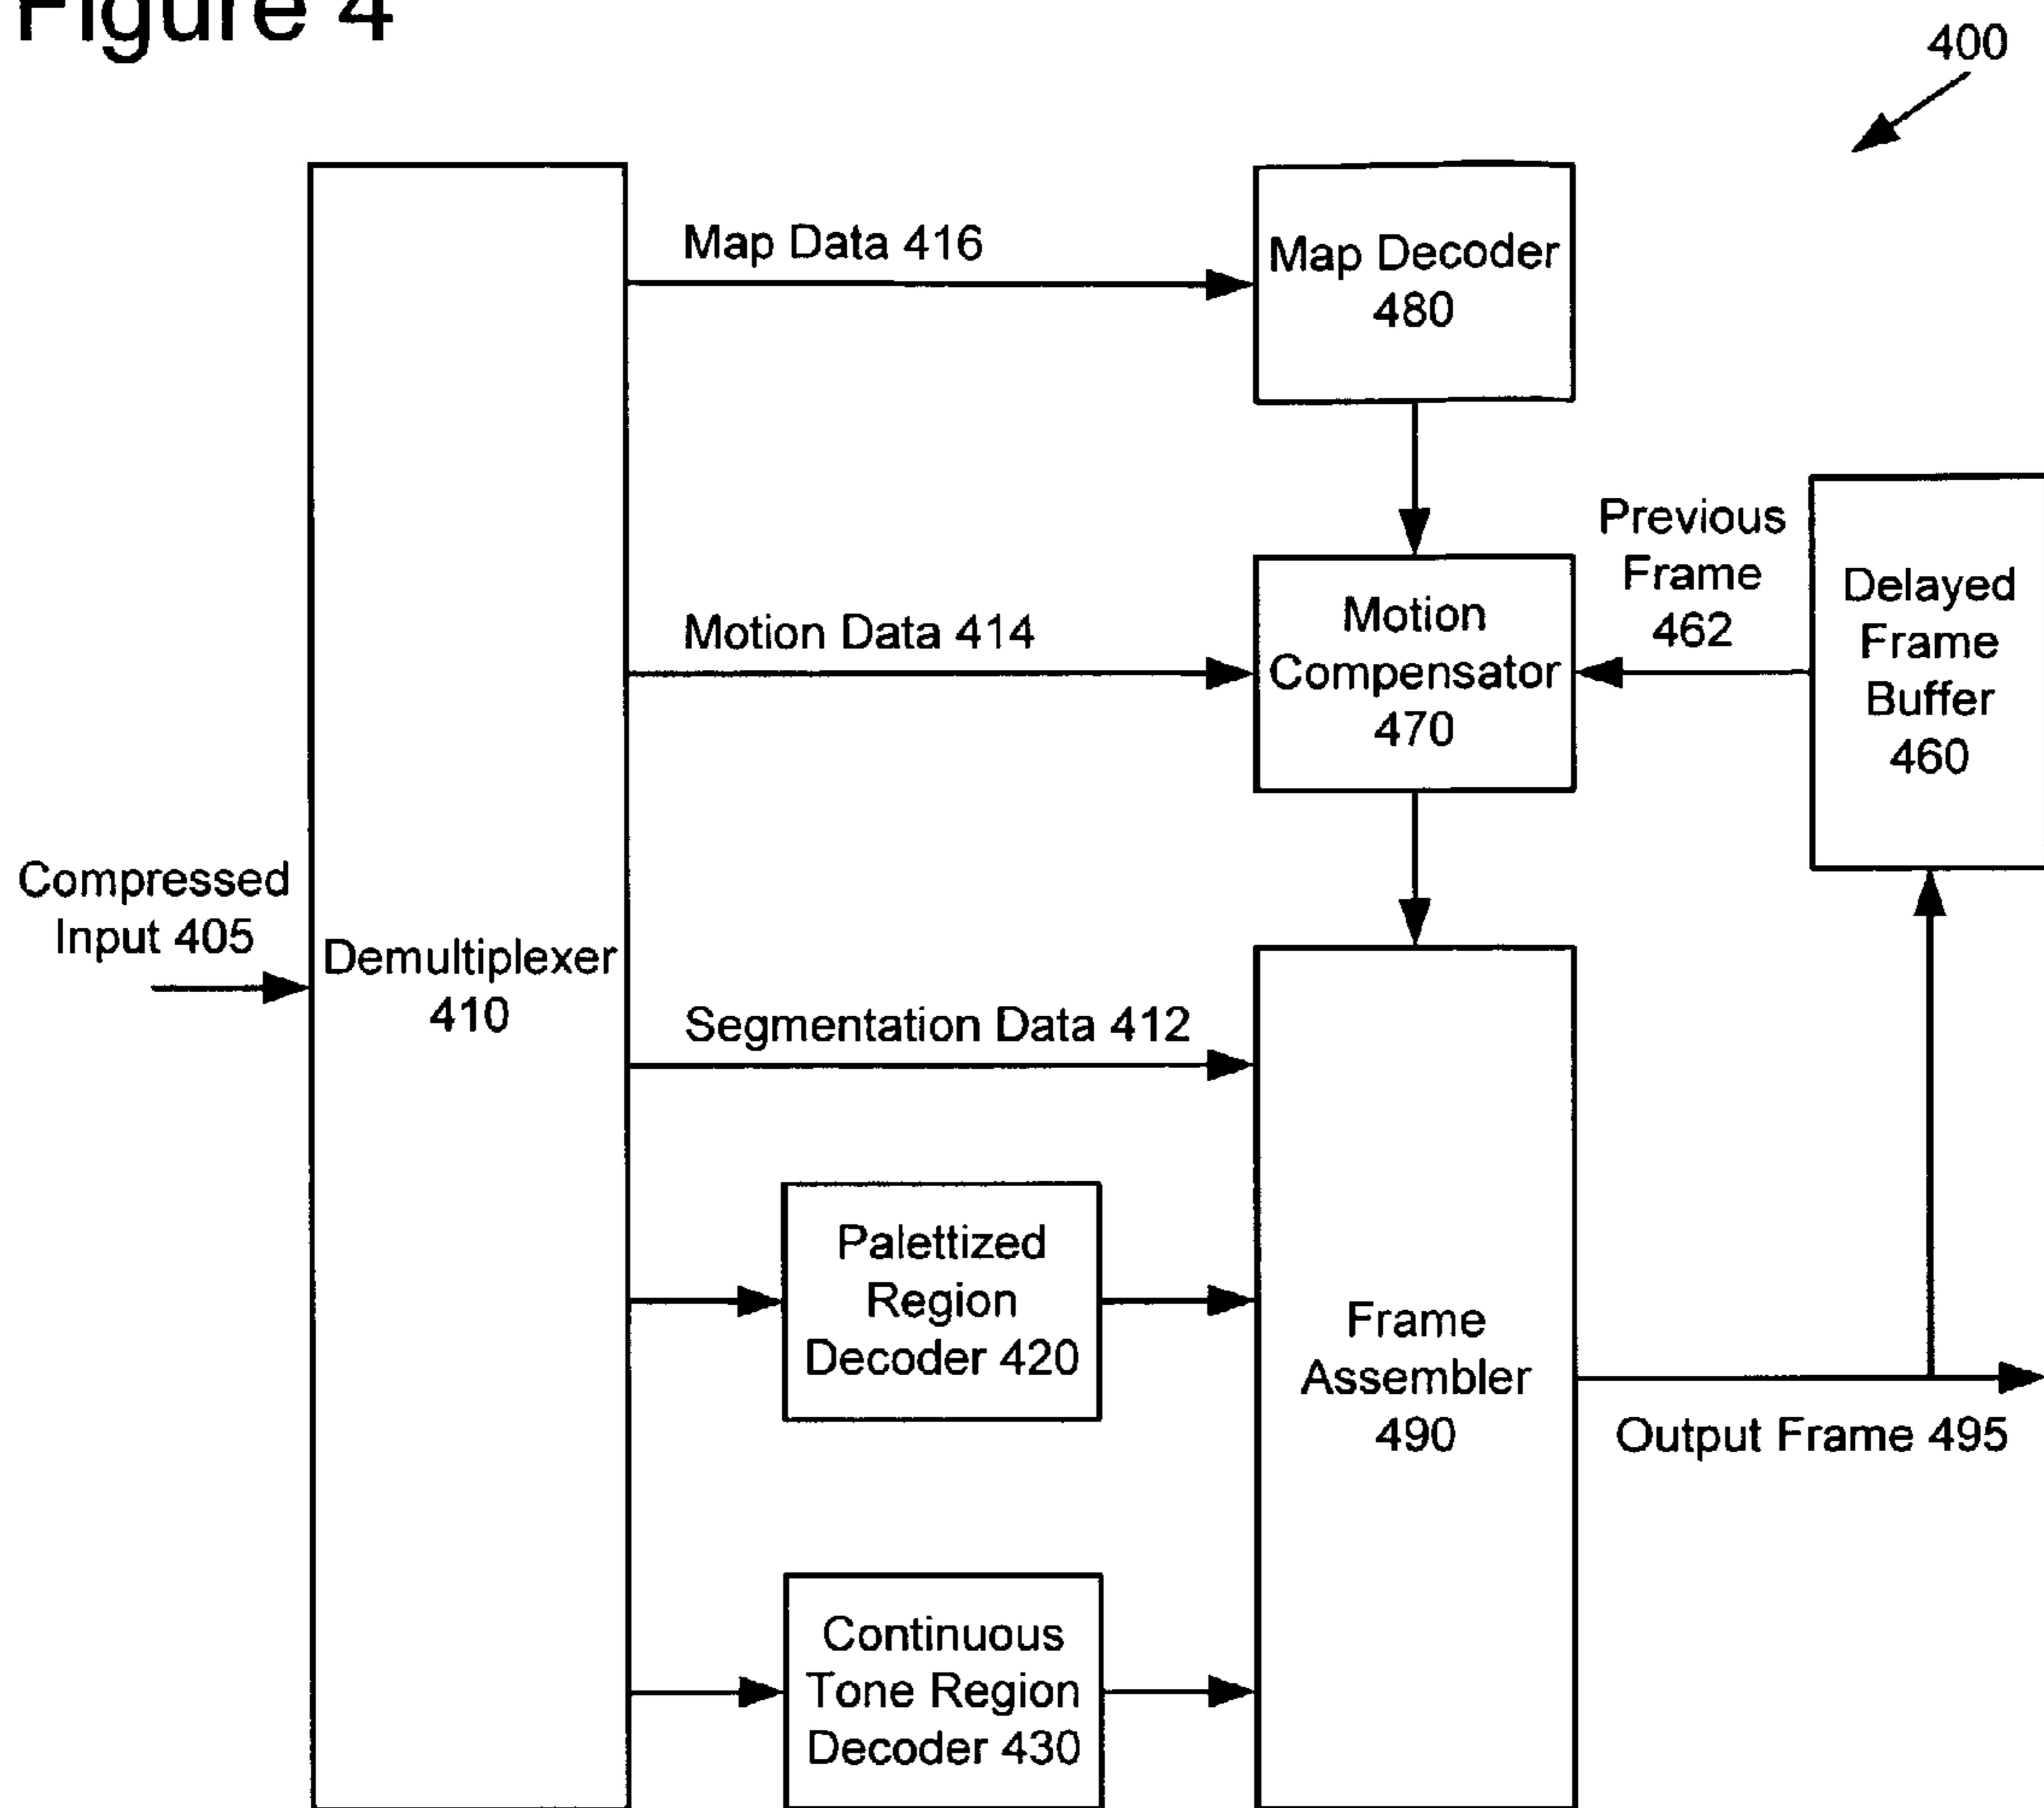 Figure 4
400
Map Data 416
Map Decoder
480
Previous
Frame
462
Delayed
Frame
Buffer
460
Motion Data 414
Motion
Compensator
470
Compressed
Input 405
Demultiplexer
410
Segmentation Data 412
Palettized
Region
Decoder 420
Frame
Assembler
490
Output Frame 495
Continuous
Tone Region
Decoder 430